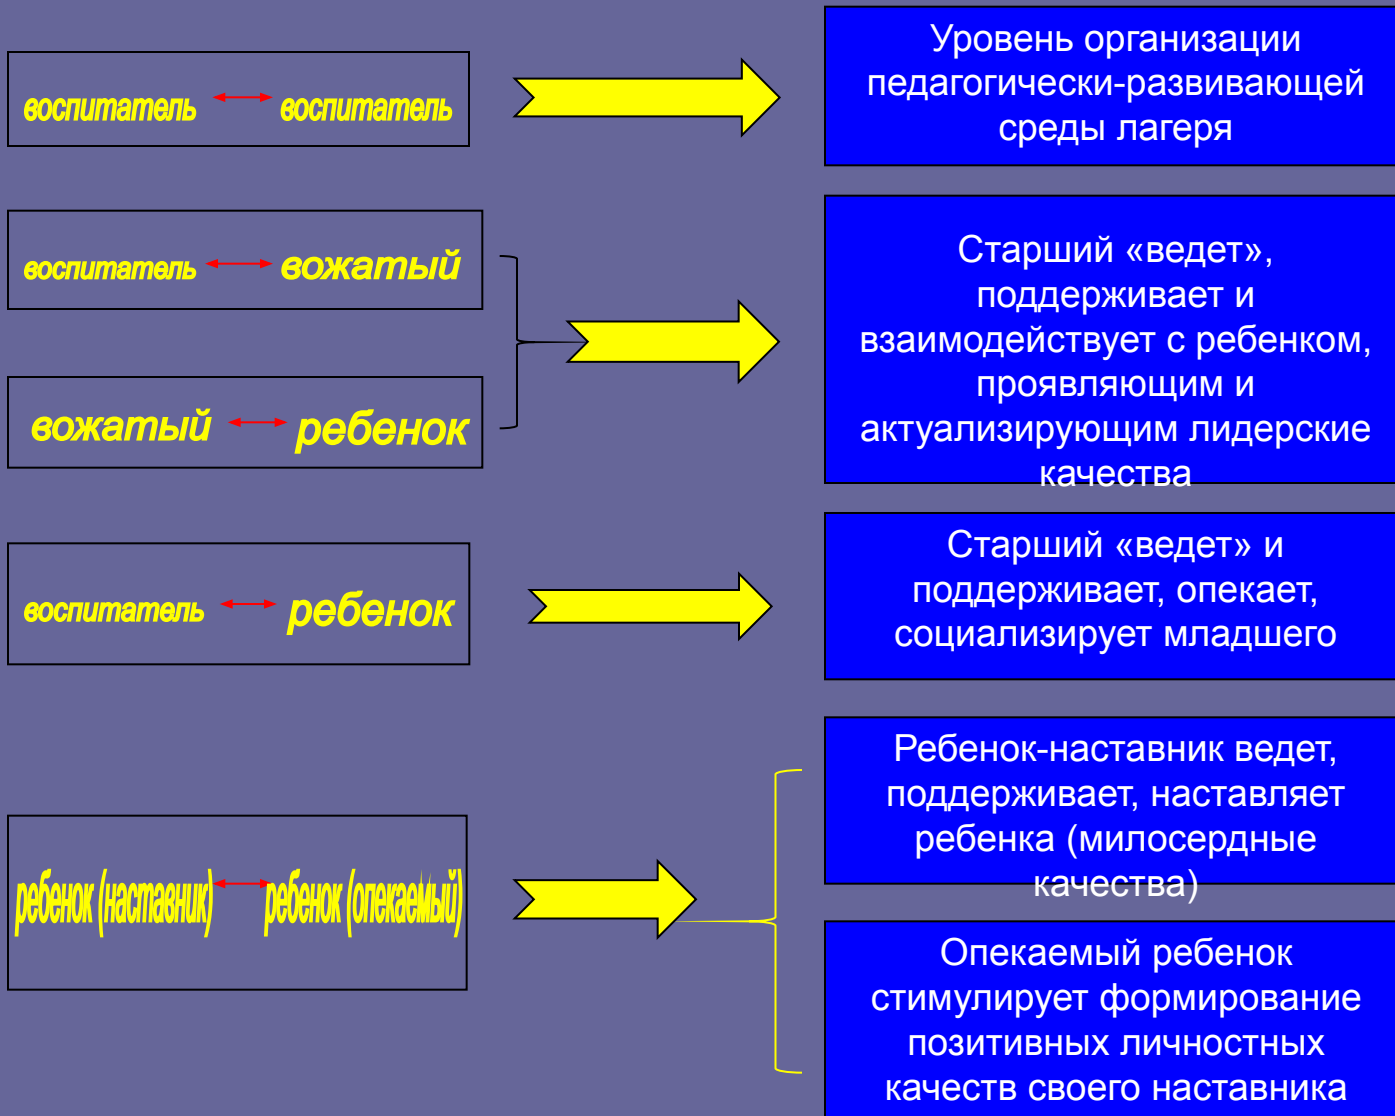 воспитатель воспитатель
Уровень организации
педагогически-развивающей
среды лагеря
воспитатель вожатый
вожатый ребенок
Старший «ведет»,
поддерживает и
взаимодействует с ребенком,
проявляющим и
актуализирующим лидерские
качества
воспитатель ребенок
Старший «ведет» и
поддерживает, опекает,
социализирует младшего
ребенок (наставник) ребенок (опекаемый)
Ребенок-наставник ведет,
поддерживает, наставляет
ребенка (милосердные
качества)
Опекаемый ребенок
стимулирует формирование
позитивных личностных
качеств своего наставника